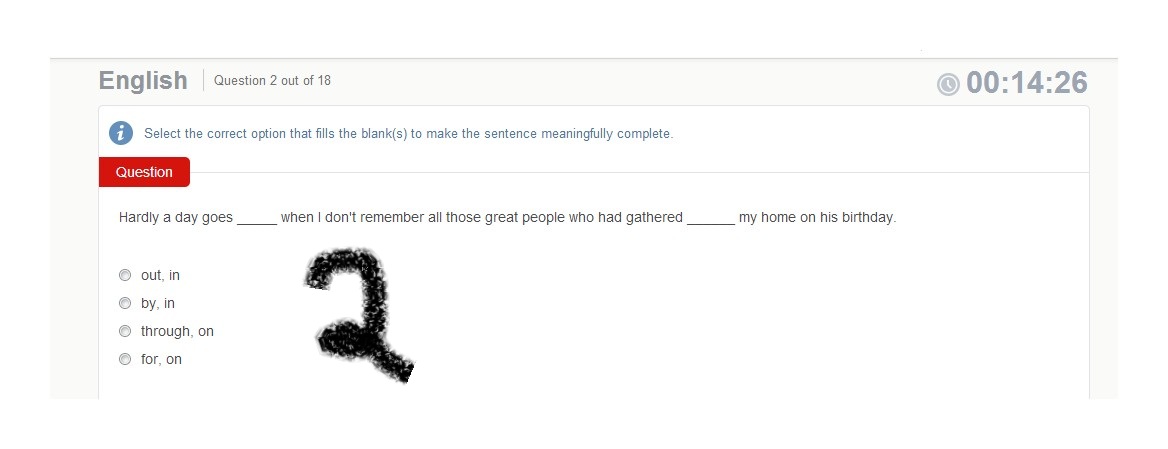 English Question 2 out of 18 00:14:26
i Select the correct option that fills the blank(s) to make the sentence meaningfully complete.
Question
Hardly a day goes _____ when I don't remember all those great people who had gathered ______ my home on his birthday.
out, in
by, in
through, on
for, on
2